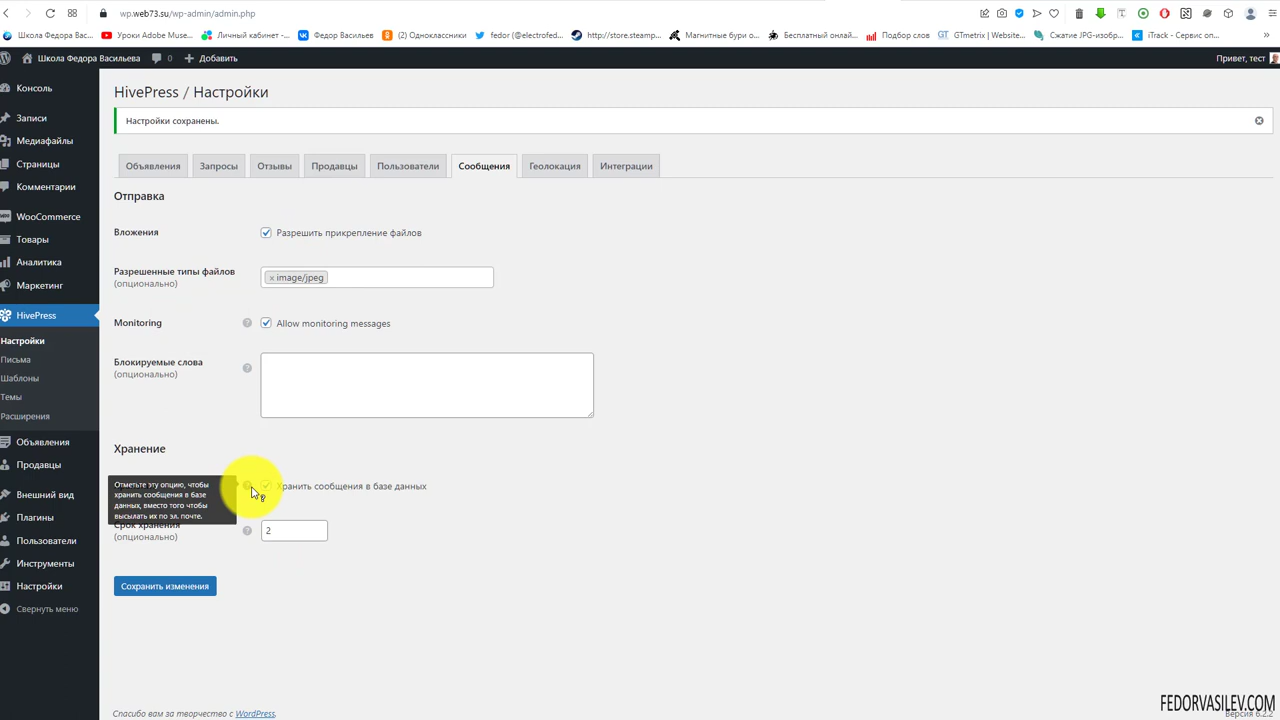 wp.web73.su/wp-admin/admin.php
Школа Федора Вас...
Уроки Adobe Muse...
Личный кабинет -...
Федор Васильев
(2) Одноклассники
fedor (@electrofed...
http://store.steamp...
Магнитные бури о...
Бесплатный онлай...
Подбор слов
GTmetrix | Website...
Сжатие JPG-изобр...
iTrack - Сервис оп...
Школа Федора Васильева
0
Добавить
Привет, тест
Консоль
Записи
Медиафайлы
Страницы
Комментарии
WooCommerce
Товары
Аналитика
Маркетинг
HivePress
Настройки
Письма
Шаблоны
Темы
Расширения
Объявления
Продавцы
Внешний вид
Плагины
Пользователи
Инструменты
Настройки
Свернуть меню
HivePress / Настройки
Настройки сохранены.
Объявления
Запросы
Отзывы
Продавцы
Пользователи
Сообщения
Геолокация
Интеграции
Отправка
Вложения
Разрешить прикрепление файлов
Разрешенные типы файлов
(опционально)
× image/jpeg
Monitoring
Allow monitoring messages
Блокируемые слова
(опционально)
Хранение
Отметьте эту опцию, чтобы
хранить сообщения в базе
данных, вместо того чтобы
высылать их по эл. почте.
Хранить сообщения в базе данных
Срок хранения
(опционально)
2
Сохранить изменения
Спасибо вам за творчество с WordPress.
FEDORVASILEV.COM
Версия 6.2.2